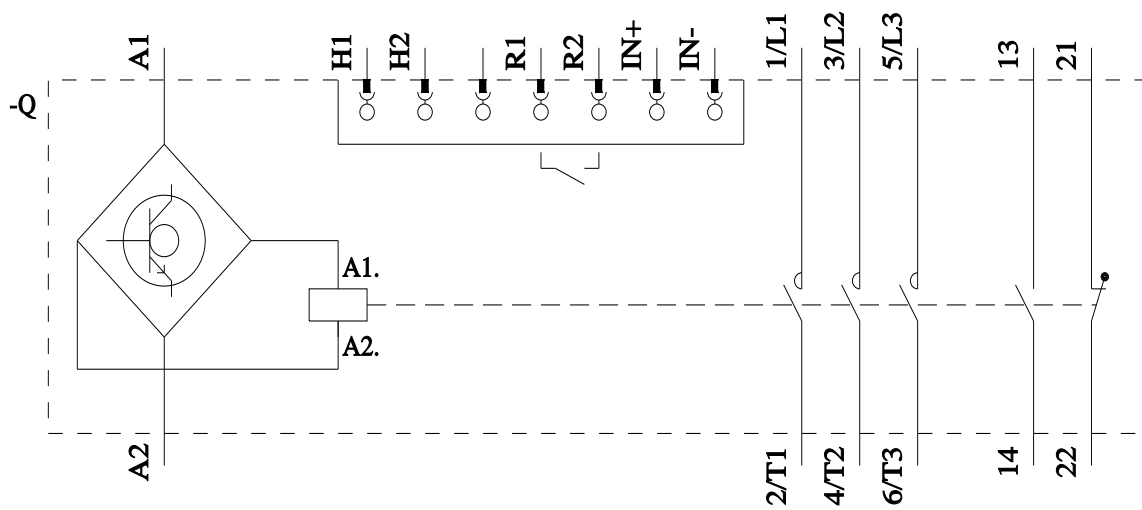 A1
H1
H2
R1
R2
IN+
IN-
1/L1
3/L2
5/L3
13
21
-Q
A1.
A2.
A2
2/T1
4/T2
6/T3
14
22